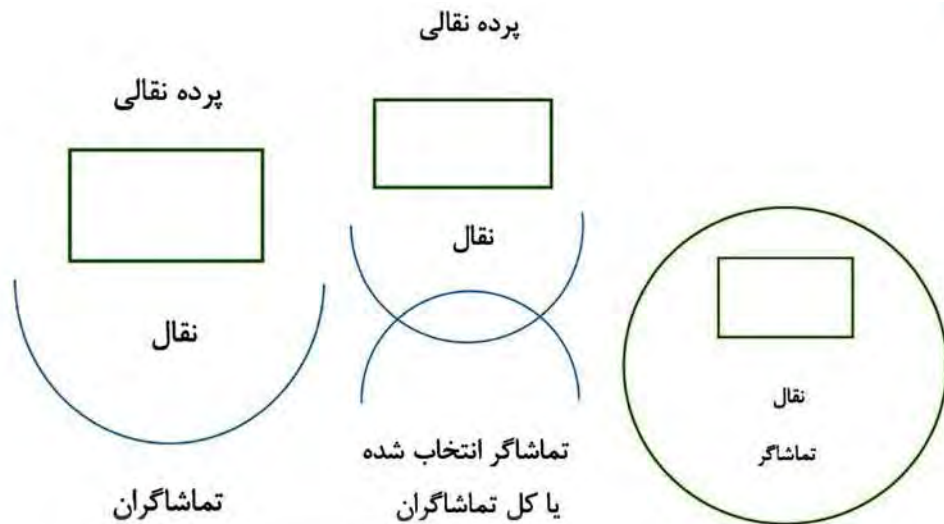 پرده نقالی
نقال
تماشاگر انتخاب شده
یا کل تماشاگران
پرده نقالی
نقال
تماشاگران
نقال
تماشاگر